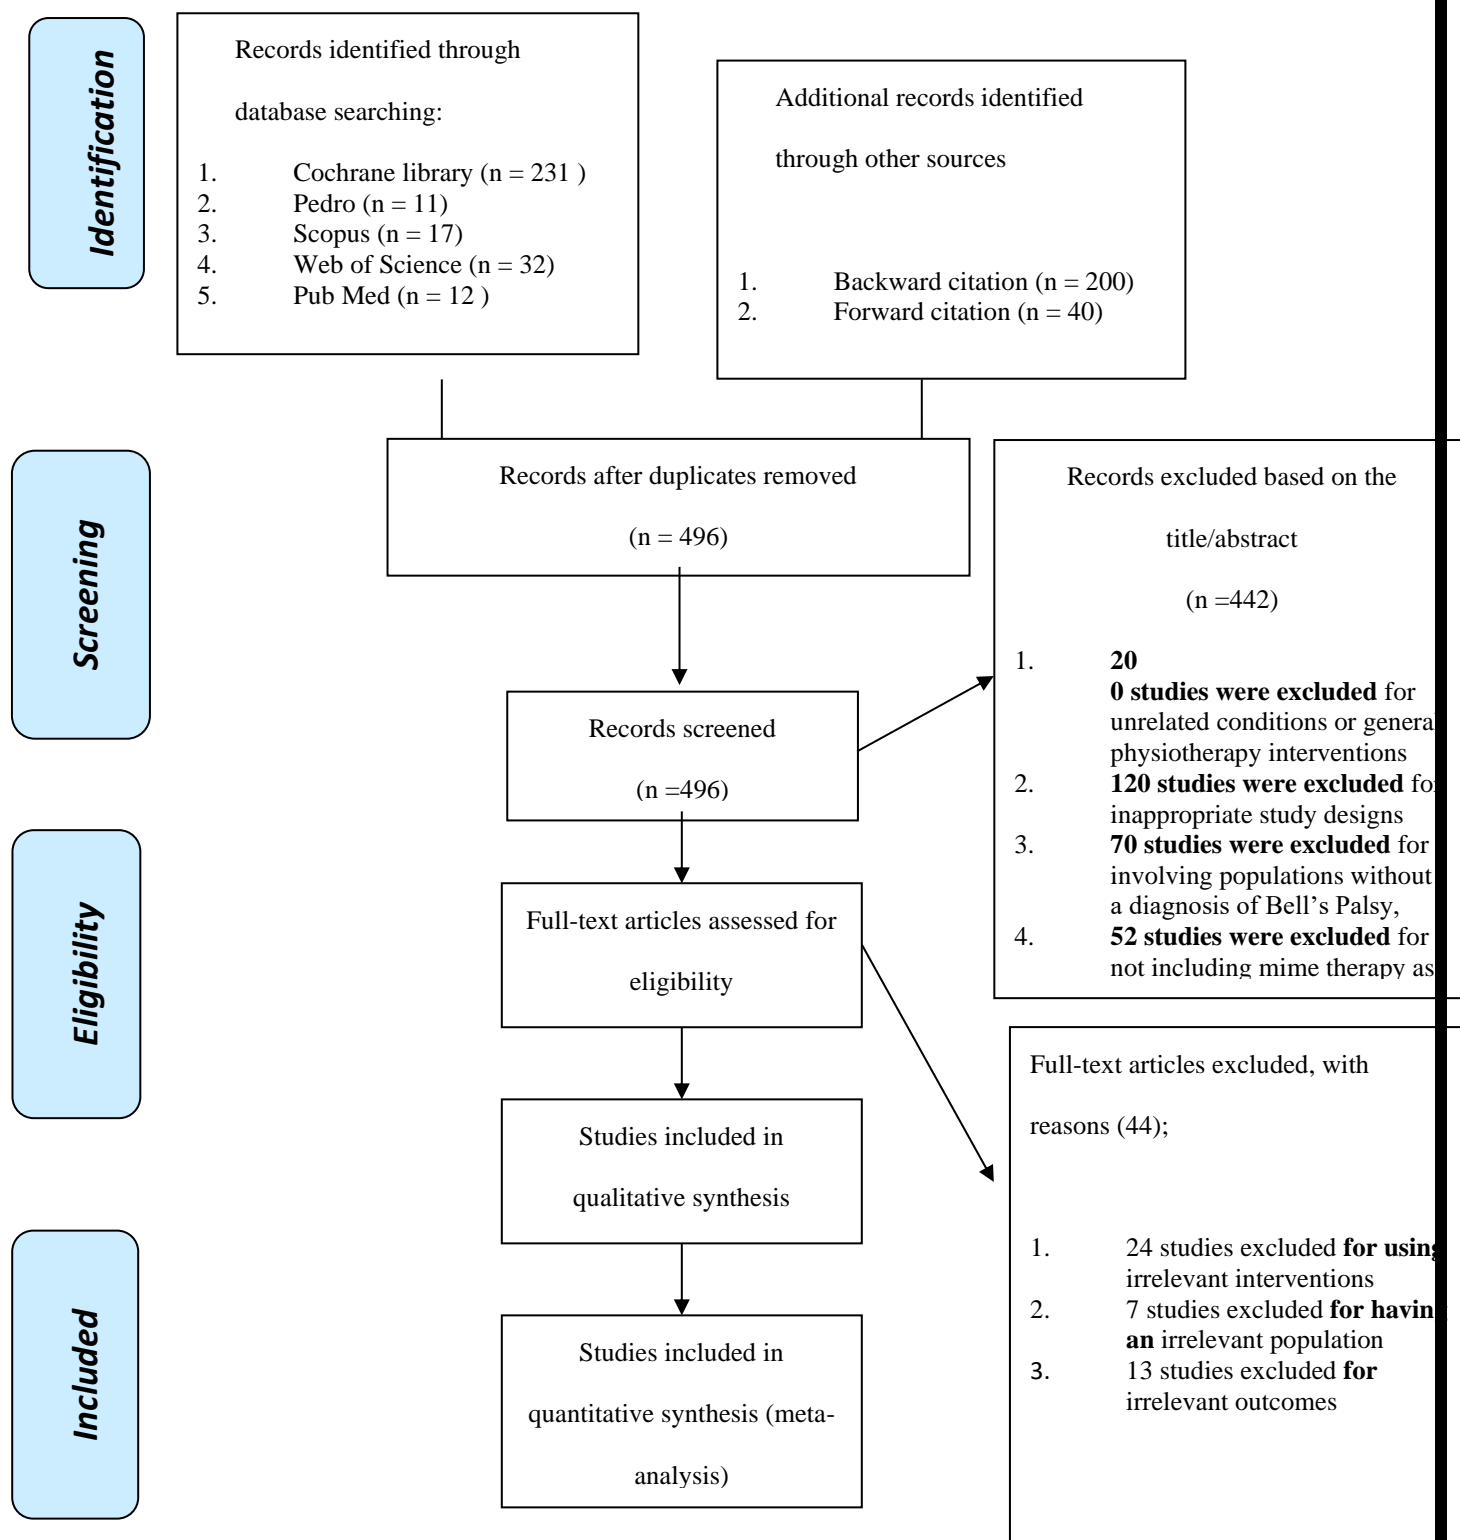 Identification
Records identified through
database searching:
1. Cochrane library (n = 231 )
2. Pedro (n = 11)
3. Scopus (n = 17)
4. Web of Science (n = 32)
5. Pub Med (n = 12 )
Additional records identified
through other sources
1. Backward citation (n = 200)
2. Forward citation (n = 40)
Screening
Records after duplicates removed
(n = 496)
Records screened
(n =496)
Records excluded based on the
title/abstract
(n =442)
1. 20
0 studies were excluded for
unrelated conditions or general
physiotherapy interventions
2. 120 studies were excluded for
inappropriate study designs
3. 70 studies were excluded for
involving populations without
a diagnosis of Bell's Palsy,
4. 52 studies were excluded for
not including mime therapy as
Eligibility
Full-text articles assessed for
eligibility
Studies included in
qualitative synthesis
Full-text articles excluded, with
reasons (44);
1. 24 studies excluded for using
irrelevant interventions
2. 7 studies excluded for having
an irrelevant population
3. 13 studies excluded for
irrelevant outcomes
Included
Studies included in
quantitative synthesis (meta-
analysis)